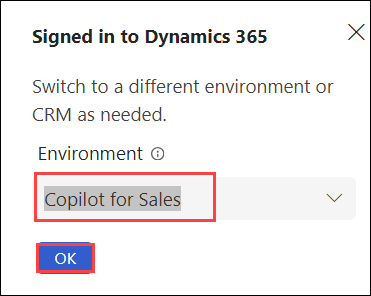 Signed in to Dynamics 365
Switch to a different environment or
CRM as needed.
Environment
Copilot for Sales
OK